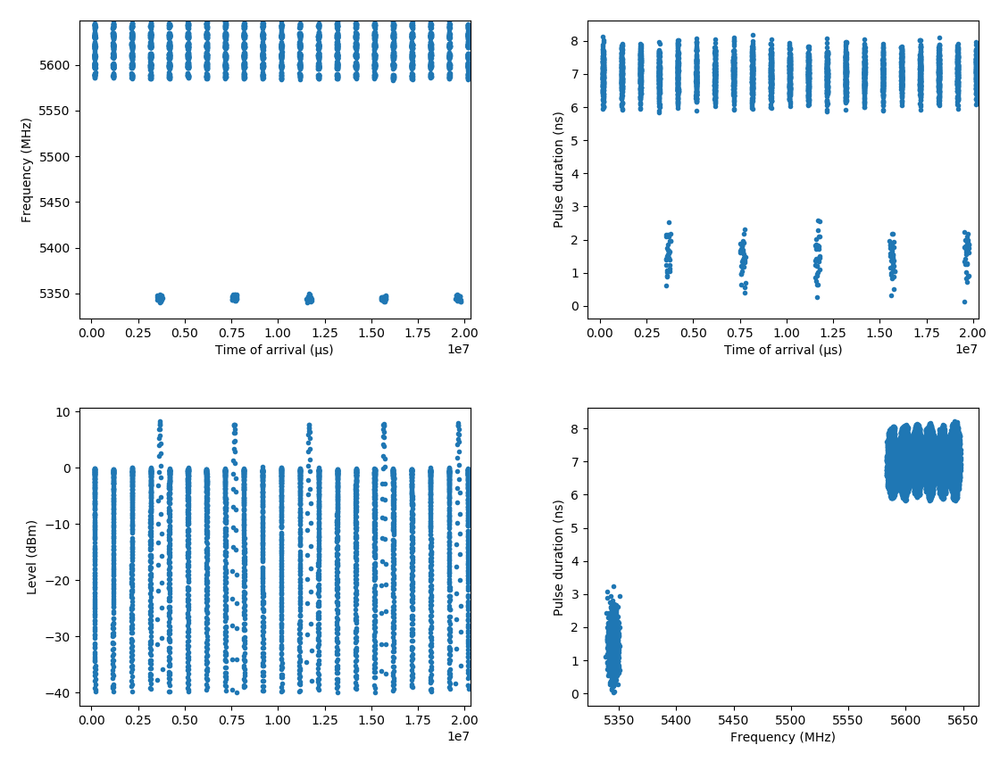 5600
5550
5500
5450
5400
5350
Frequency (MHz)
0.00 0.25 0.50 0.75 1.00 1.25 1.50 1.75 2.00
Time of arrival (µs)
1e7
8
7
6
5
4
3
2
1
0
Pulse duration (ns)
0.00 0.25 0.50 0.75 1.00 1.25 1.50 1.75 2.00
Time of arrival (µs)
1e7
10
0
−10
−20
−30
−40
Level (dBm)
0.00 0.25 0.50 0.75 1.00 1.25 1.50 1.75 2.00
1e7
8
7
6
5
4
3
2
1
0
Pulse duration (ns)
5350 5400 5450 5500 5550 5600 5650
Frequency (MHz)